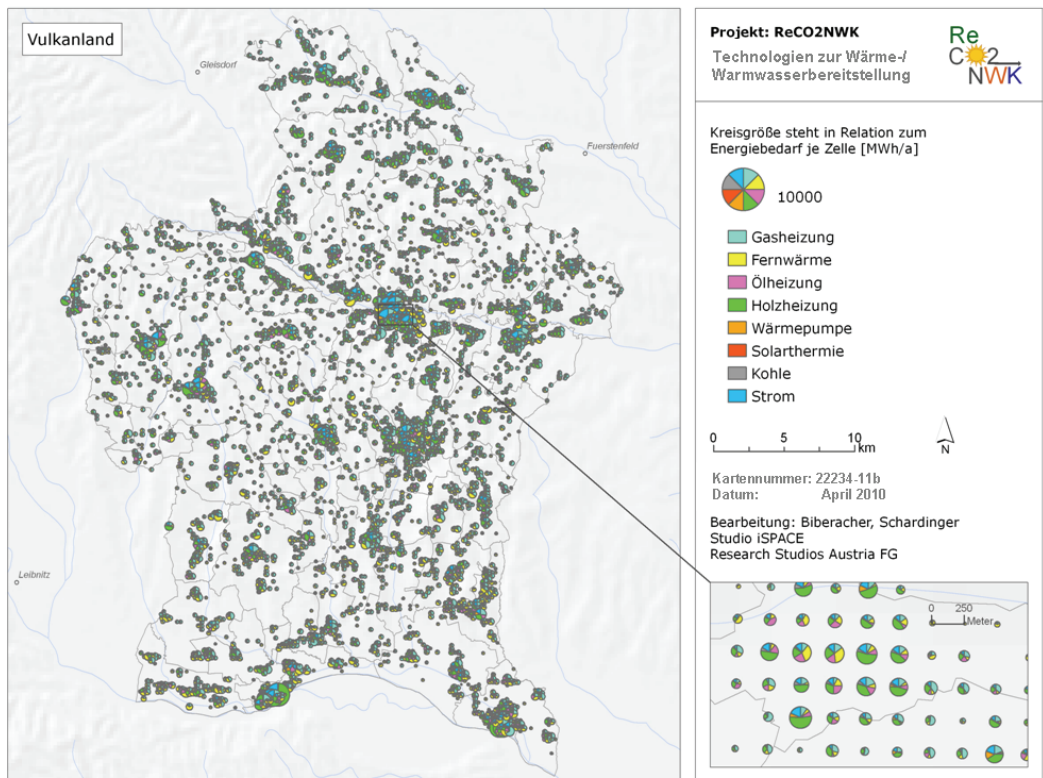 Vulkanland
Gleisdorf
Fuerstenfeld
Leibnitz
Projekt: ReCO2NWK
Technologien zur Wärme-/
Warmwasserbereitstellung
Re
CO2
NWK
Kreisgröße steht in Relation zum
Energiebedarf je Zelle [MWh/a]
10000
Gasheizung
Fernwärme
Ölheizung
Holzheizung
Wärmepumpe
Solarthermie
Kohle
Strom
0 5 10
km
N
Kartennummer: 22234-11b
Datum: April 2010
Bearbeitung: Biberacher, Schardinger
Studio iSPACE
Research Studios Austria FG
0 250
Meter